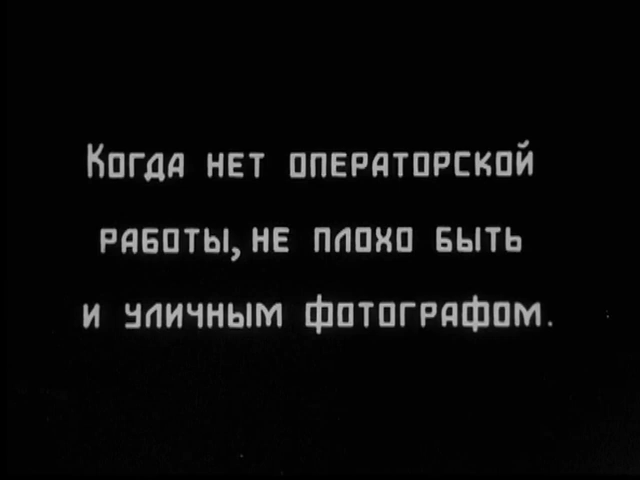 Когда нет операторской
работы, не плохо быть
и уличным фотографом.